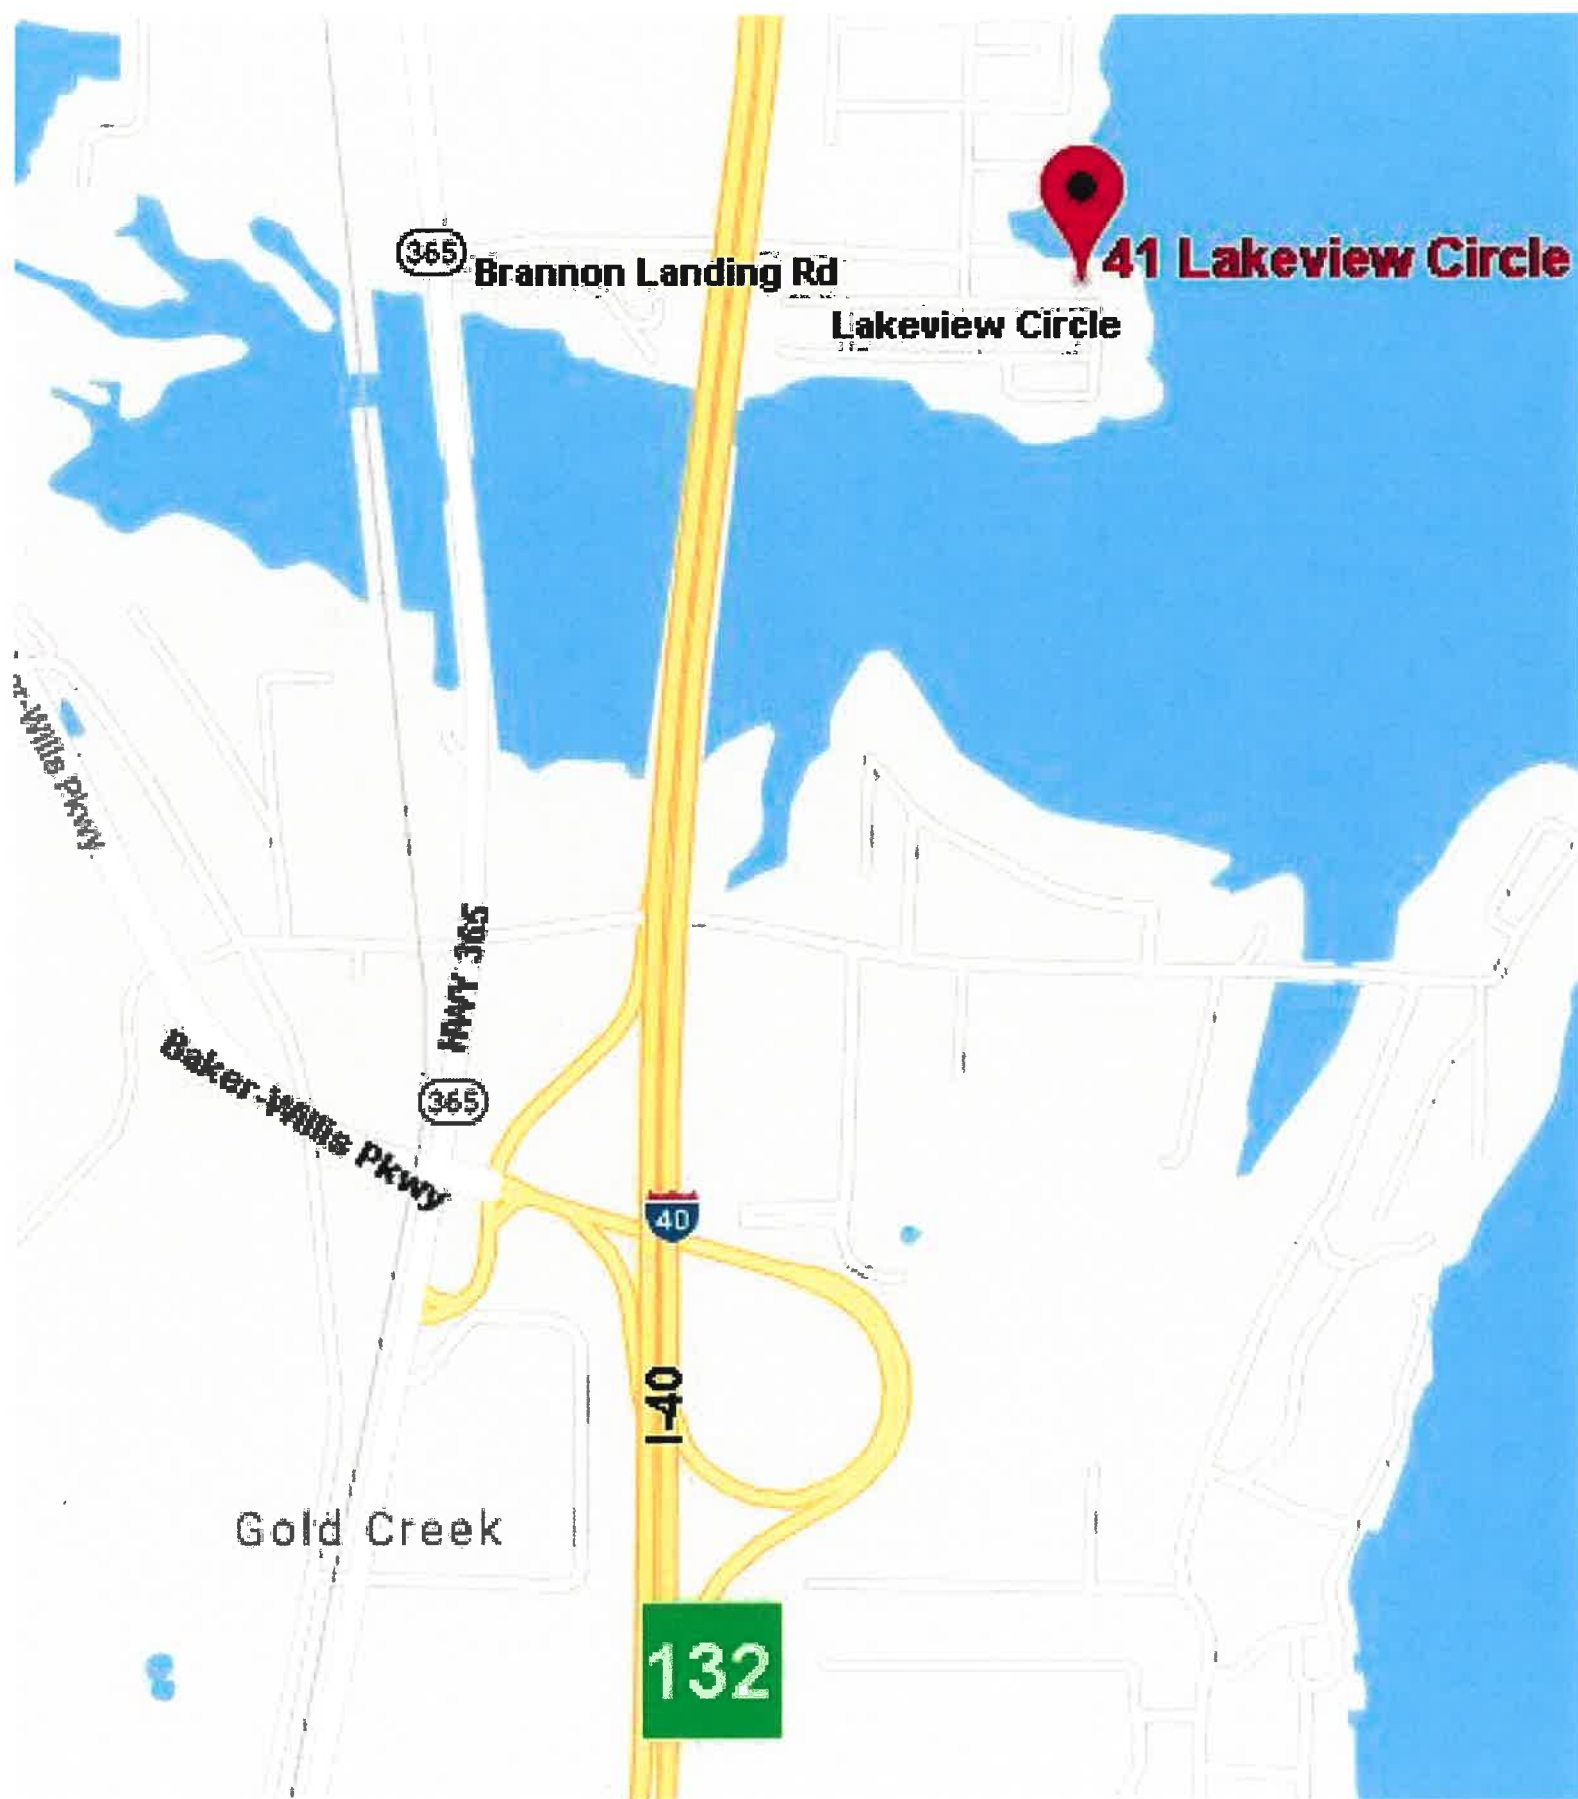 365
Brannon Landing Rd
41 Lakeview Circle
Lakeview Circle
-Willis Pkwy
HWY 365
Baker-Willis Pkwy
365
40
I-40
Gold Creek
132